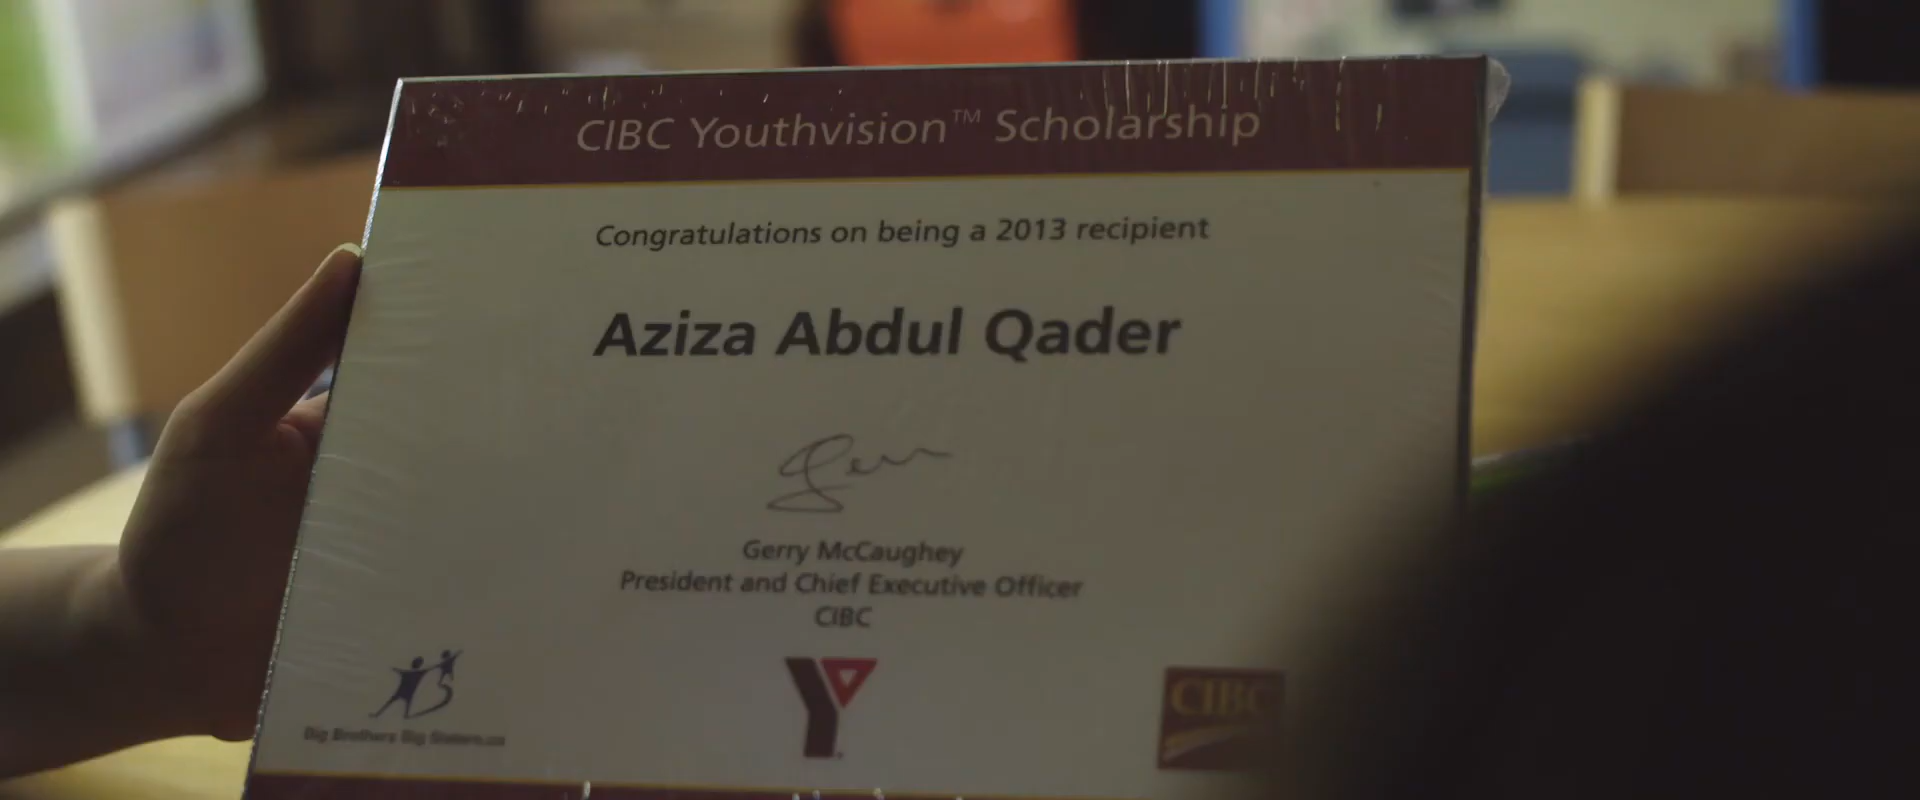 CIBC Youthvision™ Scholarship
Congratulations on being a 2013 recipient
Aziza Abdul Qader
Gerry McCaughey
President and Chief Executive Officer
CIBC
Big Brothers Big Sisters.ca
CIBC